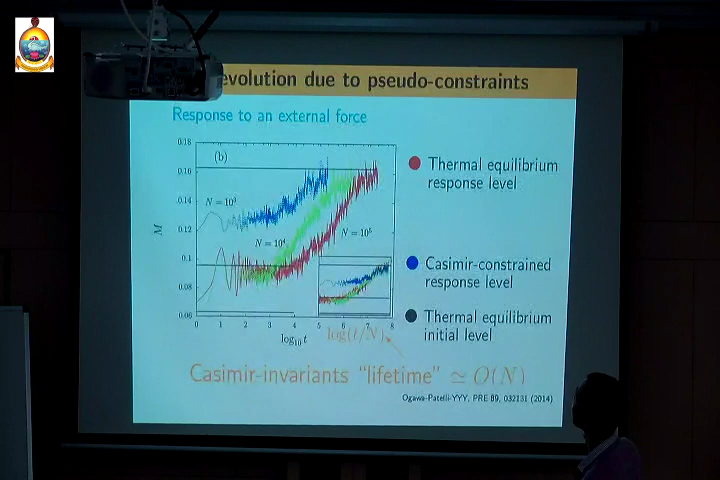 evolution due to pseudo-constraints
Response to an external force
(b)
0.18
0.16
0.14
0.12
0.1
0.08
0.06
M
N = 10³
N = 10⁴
N = 10⁵
0 1 2 3 4 5 6 7 8
log₁₀ t
log(t/N)
Thermal equilibrium
response level
Casimir-constrained
response level
Thermal equilibrium
initial level
Casimir-invariants "lifetime" ≃ O(N)
Ogawa-Patelli-YYY, PRE 89, 032131 (2014)